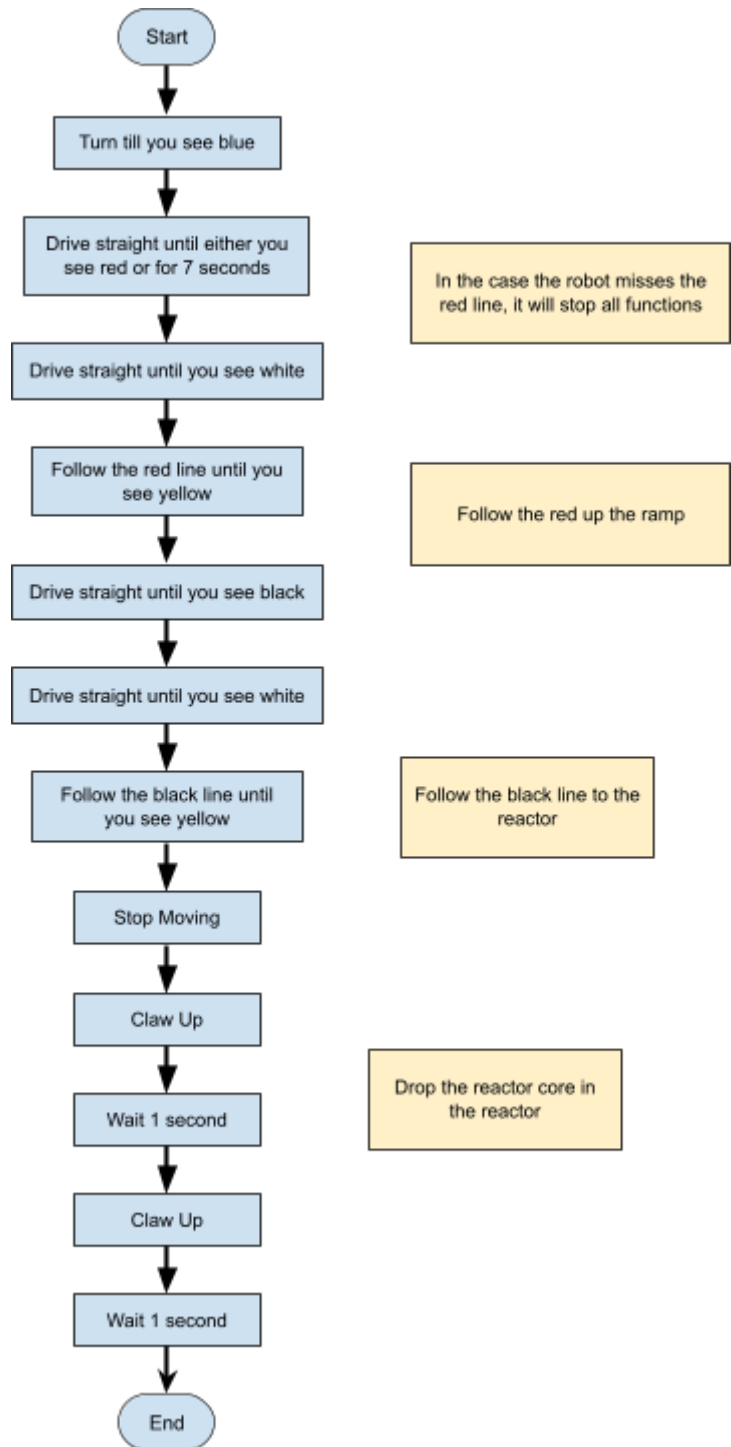 Start
Turn till you see blue
Drive straight until either you
see red or for 7 seconds
In the case the robot misses the
red line, it will stop all functions
Drive straight until you see white
Follow the red line until you
see yellow
Follow the red up the ramp
Drive straight until you see black
Drive straight until you see white
Follow the black line until
you see yellow
Follow the black line to the
reactor
Stop Moving
Claw Up
Drop the reactor core in
the reactor
Wait 1 second
Claw Up
Wait 1 second
End